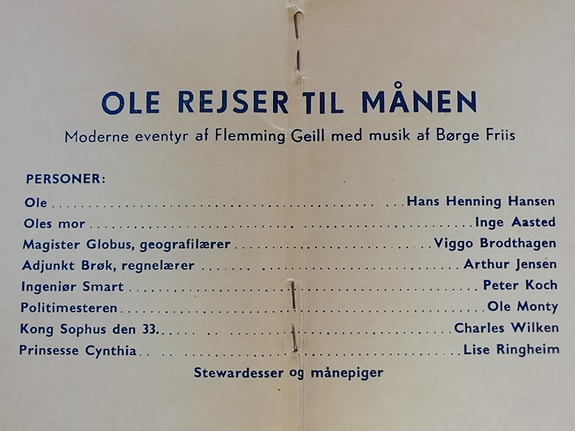 OLE REJSER TIL MÅNEN
Moderne eventyr af Flemming Geill med musik af Børge Friis
PERSONER:
Ole Hans Henning Hansen
Oles mor Inge Aasted
Magister Globus, geografilærer Viggo Brodthagen
Adjunkt Brøk, regnelærer Arthur Jensen
Ingeniør Smart Peter Koch
Politimesteren Ole Monty
Kong Sophus den 33. Charles Wilken
Prinsesse Cynthia Lise Ringheim
Stewardesser og månepiger